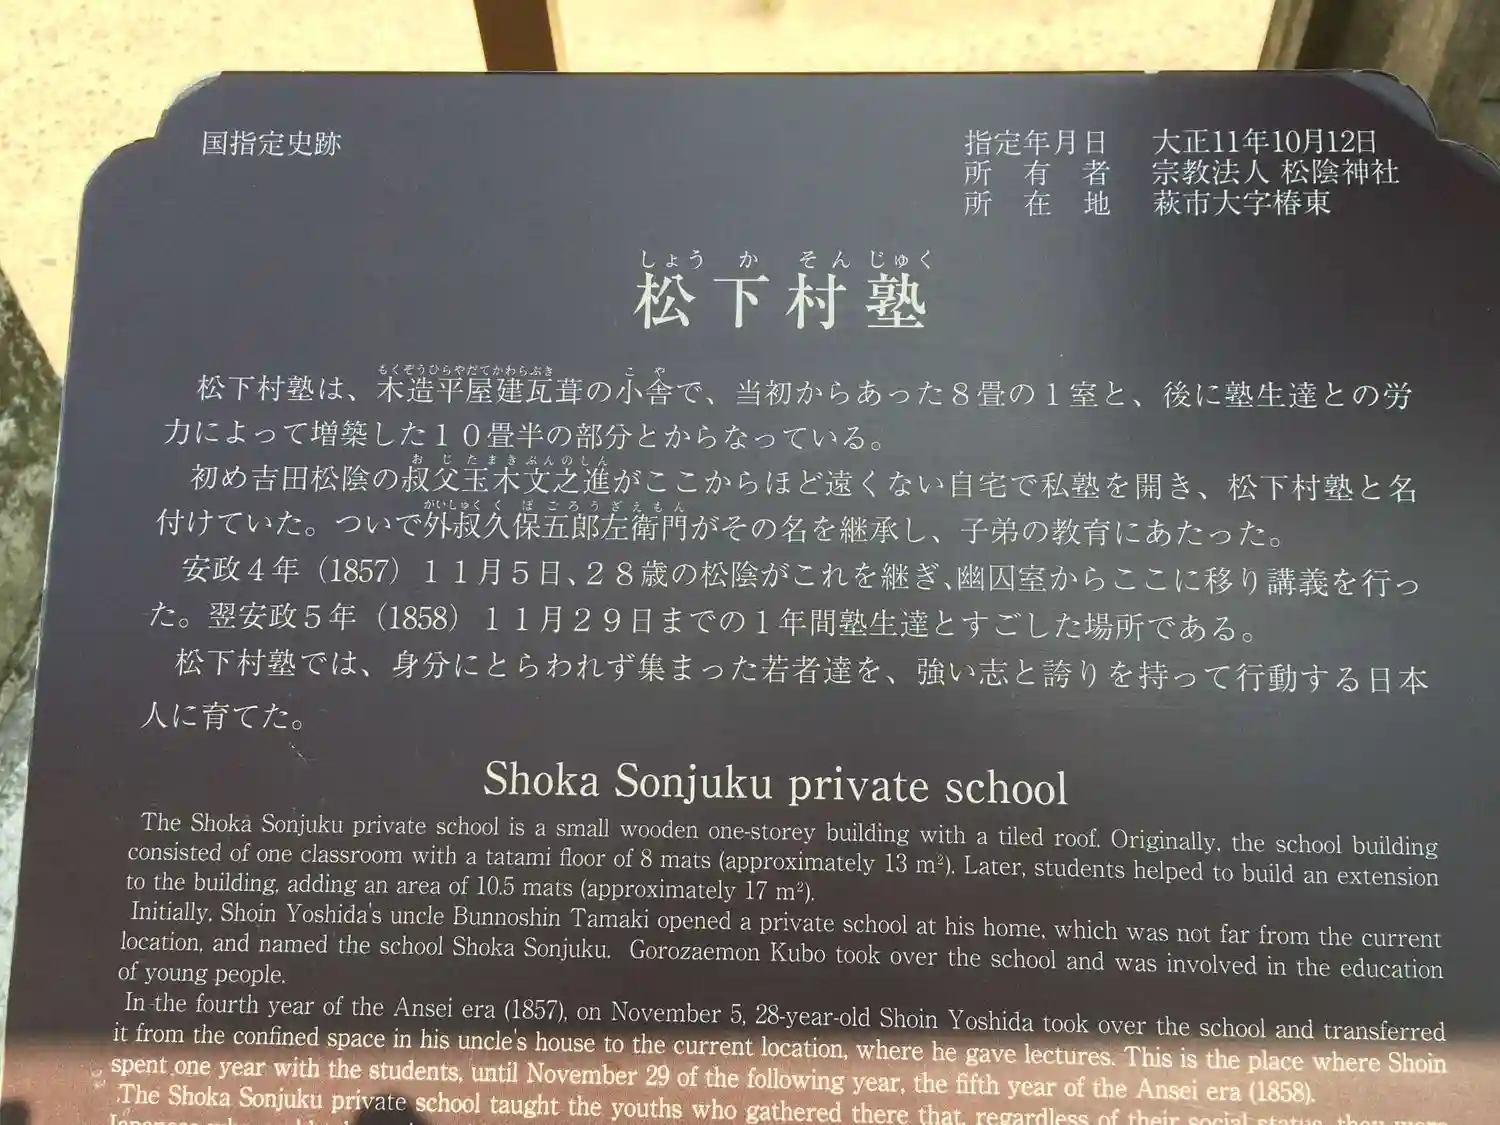 国指定史跡
指定年月日 大正11年10月12日
所有者 宗教法人 松陰神社
所在地 萩市大字椿東
しょう か そん じゅく
松下村塾
もくぞうひらやだてかわらぶき こや
松下村塾は、木造平屋建瓦葺の小舎で、当初からあった８畳の１室と、後に塾生達との労
力によって増築した１０畳半の部分とからなっている。
おじたまきぶんのしん
初め吉田松陰の叔父玉木文之進がここからほど遠くない自宅で私塾を開き、松下村塾と名
がいしゅくくぼごろうざえもん
付けていた。ついで外叔久保五郎左衛門がその名を継承し、子弟の教育にあたった。
安政４年（1857）１１月５日、２８歳の松陰がこれを継ぎ、幽囚室からここに移り講義を行っ
た。翌安政５年（1858）１１月２９日までの１年間塾生達とすごした場所である。
松下村塾では、身分にとらわれず集まった若者達を、強い志と誇りを持って行動する日本
人に育てた。
Shoka Sonjuku private school
The Shoka Sonjuku private school is a small wooden one-storey building with a tiled roof. Originally, the school building
consisted of one classroom with a tatami floor of 8 mats (approximately 13 m²). Later, students helped to build an extension
to the building, adding an area of 10.5 mats (approximately 17 m²).
Initially, Shoin Yoshida's uncle Bunnoshin Tamaki opened a private school at his home, which was not far from the current
location, and named the school Shoka Sonjuku. Gorozaemon Kubo took over the school and was involved in the education
of young people.
In the fourth year of the Ansei era (1857), on November 5, 28-year-old Shoin Yoshida took over the school and transferred
it from the confined space in his uncle's house to the current location, where he gave lectures. This is the place where Shoin
spent one year with the students, until November 29 of the following year, the fifth year of the Ansei era (1858).
The Shoka Sonjuku private school taught the youths who gathered there that, regardless of their social status, they were
Japanese who